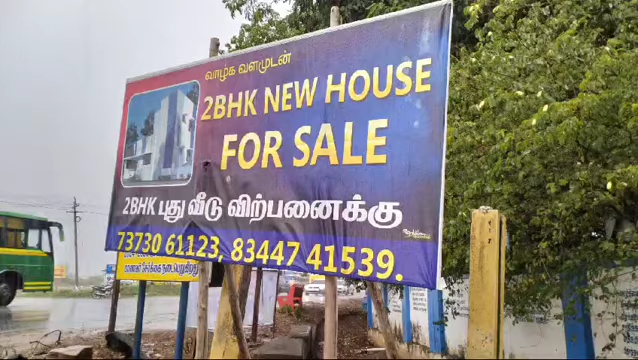 வாழ்க வளமுடன்
2BHK NEW HOUSE
FOR SALE
2BHK புது வீடு விற்பனைக்கு
73730 61123, 83447 41539.